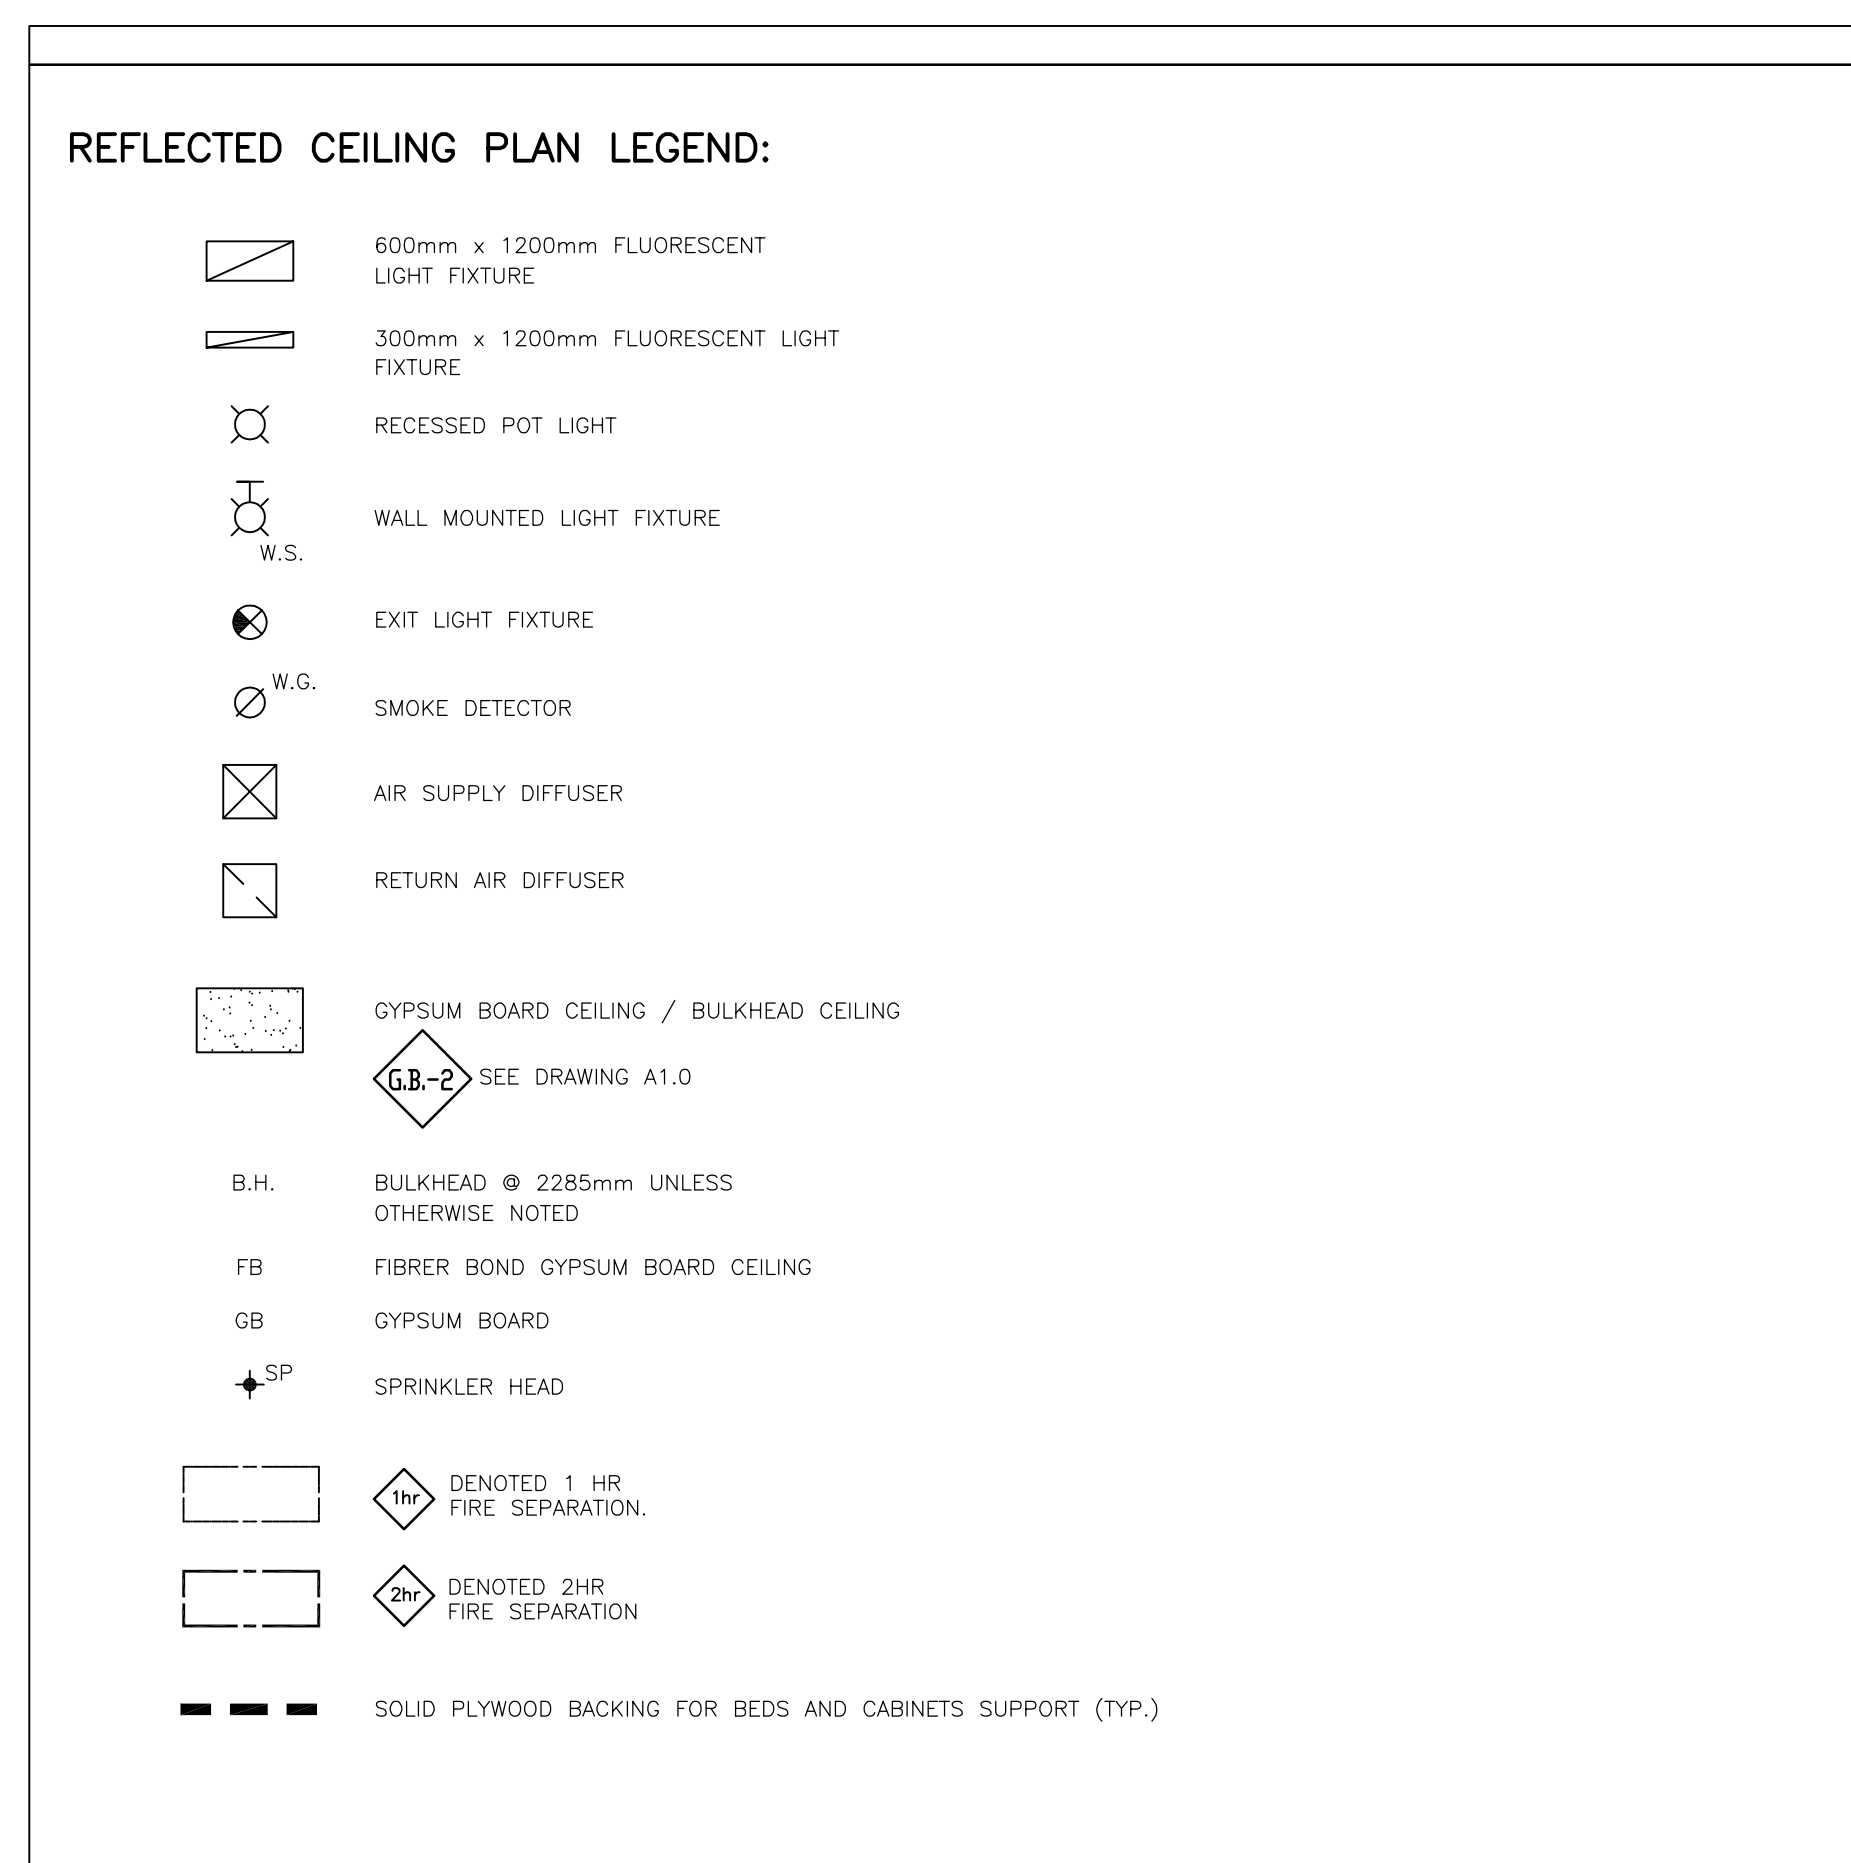 REFLECTED CEILING PLAN LEGEND:
600mm x 1200mm FLUORESCENT
LIGHT FIXTURE
300mm x 1200mm FLUORESCENT LIGHT
FIXTURE
RECESSED POT LIGHT
WALL MOUNTED LIGHT FIXTURE
W.S.
EXIT LIGHT FIXTURE
W.G.
SMOKE DETECTOR
AIR SUPPLY DIFFUSER
RETURN AIR DIFFUSER
GYPSUM BOARD CEILING / BULKHEAD CEILING
G.B.-2 SEE DRAWING A1.0
B.H. BULKHEAD @ 2285mm UNLESS
OTHERWISE NOTED
FB FIBRER BOND GYPSUM BOARD CEILING
GB GYPSUM BOARD
SP
SPRINKLER HEAD
1hr DENOTED 1 HR
FIRE SEPARATION.
2hr DENOTED 2HR
FIRE SEPARATION
SOLID PLYWOOD BACKING FOR BEDS AND CABINETS SUPPORT (TYP.)